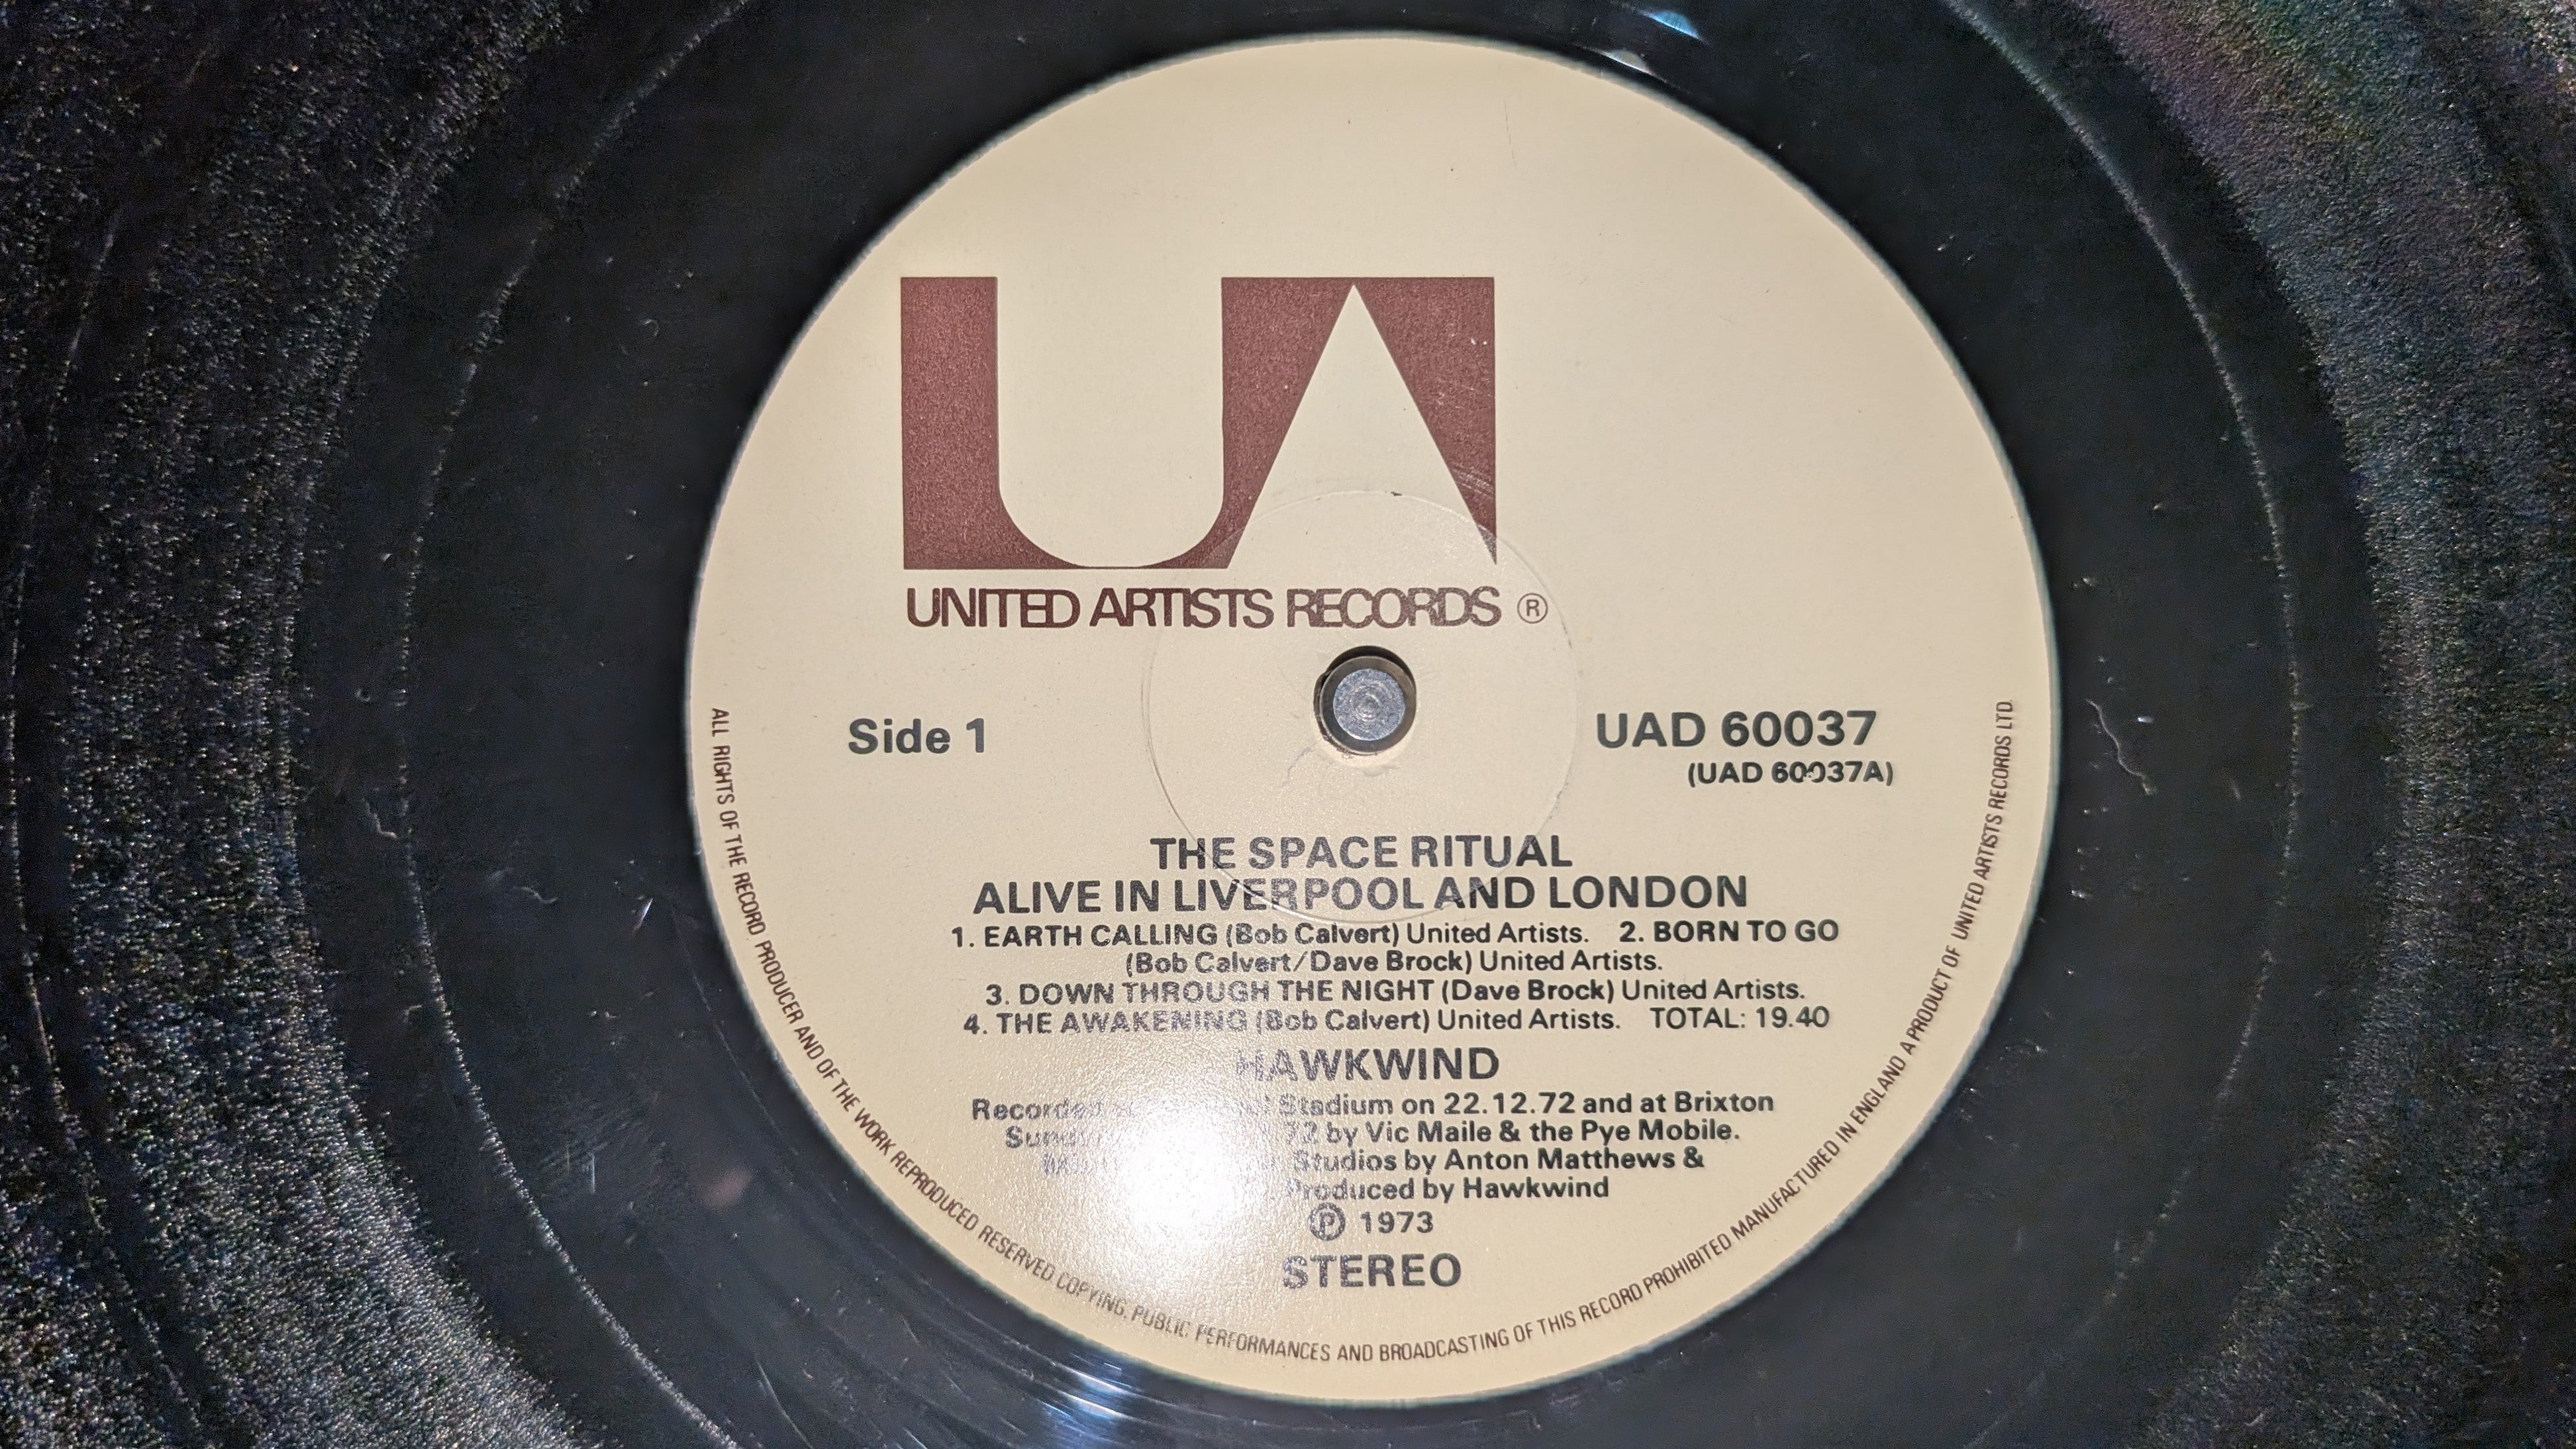 UA
UNITED ARTISTS RECORDS ®
Side 1
UAD 60037
(UAD 60037A)
THE SPACE RITUAL
ALIVE IN LIVERPOOL AND LONDON
1. EARTH CALLING (Bob Calvert) United Artists. 2. BORN TO GO
(Bob Calvert/Dave Brock) United Artists.
3. DOWN THROUGH THE NIGHT (Dave Brock) United Artists.
4. THE AWAKENING (Bob Calvert) United Artists. TOTAL: 19.40
HAWKWIND
Recorded Stadium on 22.12.72 and at Brixton
by Vic Maile & the Pye Mobile.
Studios by Anton Matthews &
Produced by Hawkwind
℗ 1973
STEREO
ALL RIGHTS OF THE RECORD PRODUCER AND OF THE WORK REPRODUCED RESERVED COPYING, PUBLIC PERFORMANCES AND BROADCASTING OF THIS RECORD PROHIBITED MANUFACTURED IN ENGLAND A PRODUCT OF UNITED ARTISTS RECORDS LTD.